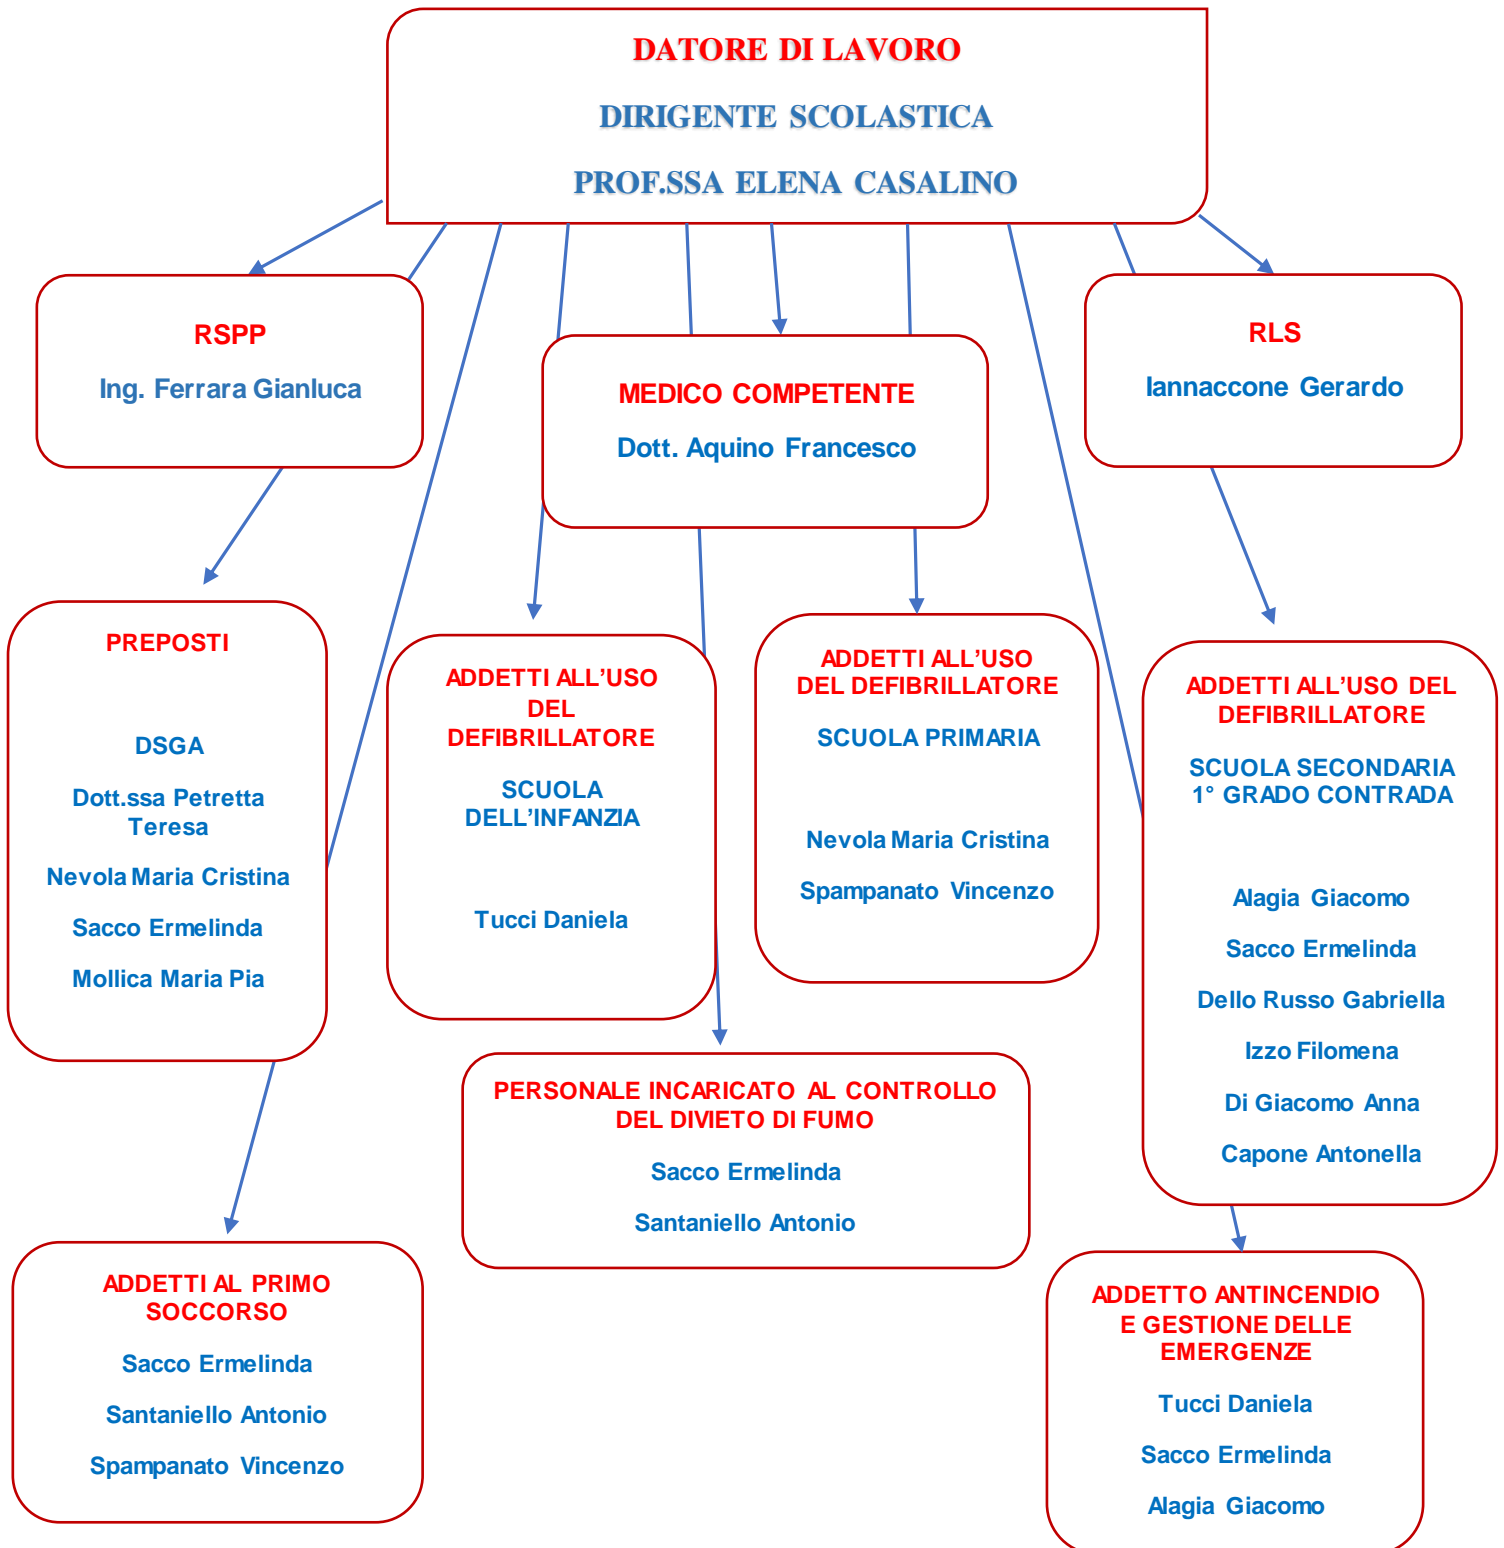 DATORE DI LAVORO
DIRIGENTE SCOLASTICA
PROF.SSA ELENA CASALINO
RSPP
Ing. Ferrara Gianluca
MEDICO COMPETENTE
Dott. Aquino Francesco
RLS
Iannaccone Gerardo
PREPOSTI
DSGA
Dott.ssa Petretta
Teresa
Nevola Maria Cristina
Sacco Ermelinda
Mollica Maria Pia
ADDETTI ALL’USO
DEL
DEFIBRILLATORE
SCUOLA
DELL’INFANZIA
Tucci Daniela
ADDETTI ALL’USO
DEL DEFIBRILLATORE
SCUOLA PRIMARIA
Nevola Maria Cristina
Spampanato Vincenzo
ADDETTI ALL’USO DEL
DEFIBRILLATORE
SCUOLA SECONDARIA
1° GRADO CONTRADA
Alagia Giacomo
Sacco Ermelinda
Dello Russo Gabriella
Izzo Filomena
Di Giacomo Anna
Capone Antonella
PERSONALE INCARICATO AL CONTROLLO
DEL DIVIETO DI FUMO
Sacco Ermelinda
Santaniello Antonio
ADDETTI AL PRIMO
SOCCORSO
Sacco Ermelinda
Santaniello Antonio
Spampanato Vincenzo
ADDETTO ANTINCENDIO
E GESTIONE DELLE
EMERGENZE
Tucci Daniela
Sacco Ermelinda
Alagia Giacomo